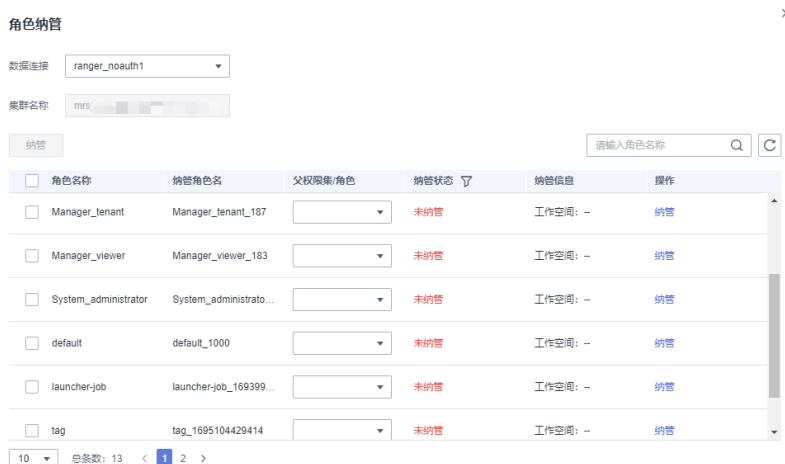 角色纳管
数据连接 ranger_noauth1
集群名称 mrs_
纳管 请输入角色名称
角色名称 纳管角色名 父权限集/角色 纳管状态 纳管信息 操作
Manager_tenant Manager_tenant_187 未纳管 工作空间: -- 纳管
Manager_viewer Manager_viewer_183 未纳管 工作空间: -- 纳管
System_administrator System_administrato... 未纳管 工作空间: -- 纳管
default default_1000 未纳管 工作空间: -- 纳管
launcher-job launcher-job_169399... 未纳管 工作空间: -- 纳管
tag tag_1695104429414 未纳管 工作空间: -- 纳管
10 总条数: 13 < 1 2 >